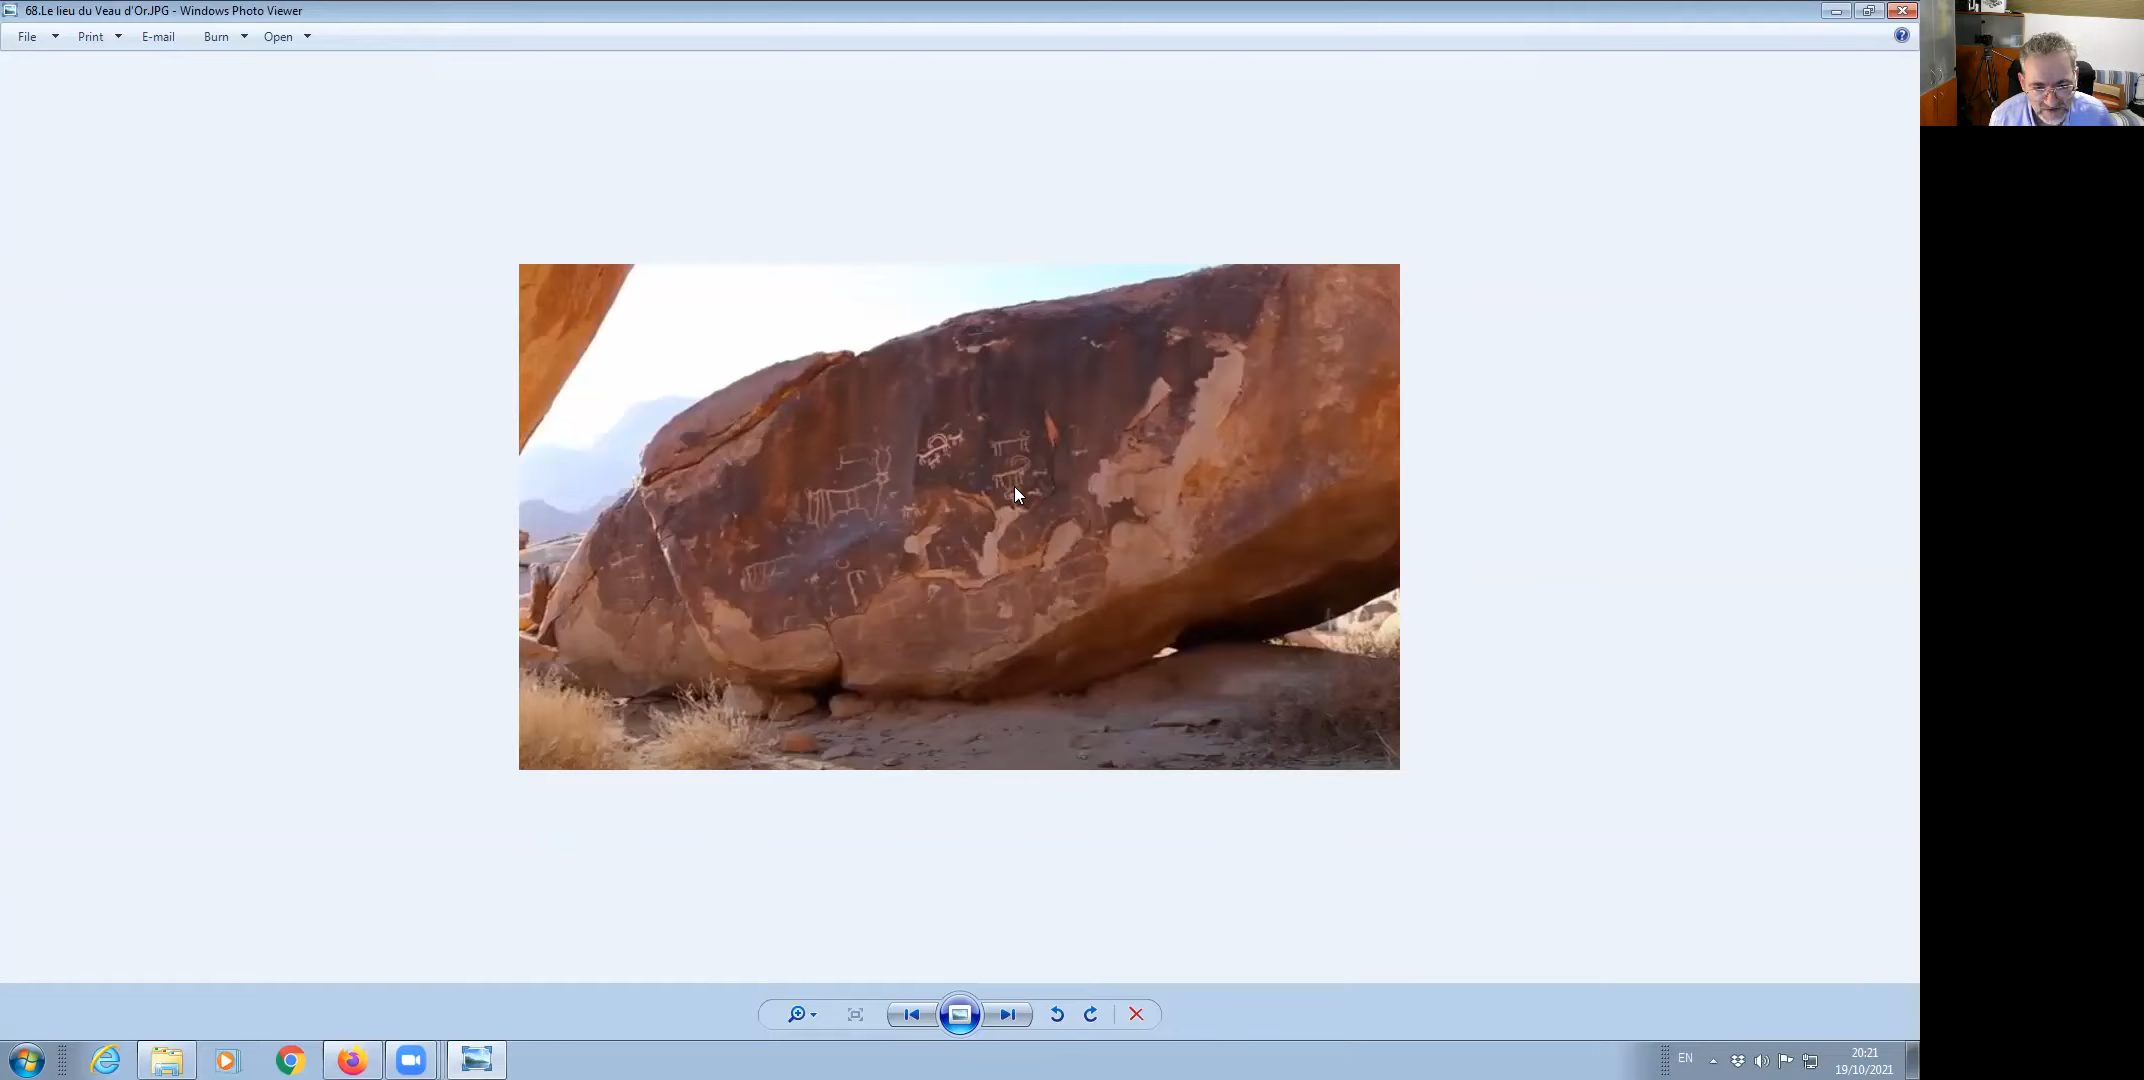 68.Le lieu du Veau d'Or.JPG - Windows Photo Viewer
File Print E-mail Burn Open
EN
20:21
19/10/2021